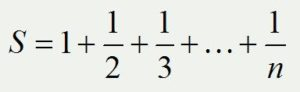 S = 1 + 1/2 + 1/3 + ... + 1/n